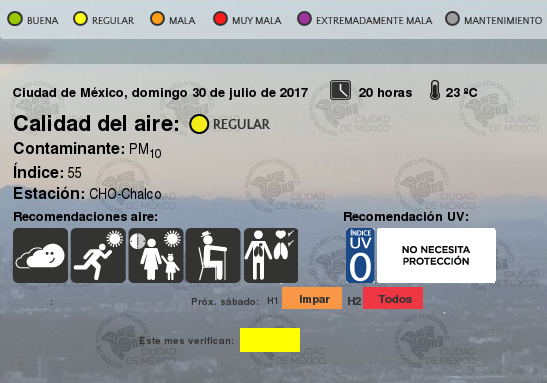 BUENA REGULAR MALA MUY MALA EXTREMADAMENTE MALA MANTENIMIENTO
Ciudad de México, domingo 30 de julio de 2017 20 horas 23 ºC
Calidad del aire: REGULAR
Contaminante: PM10
Índice: 55
Estación: CHO-Chalco
Recomendaciones aire: Recomendación UV:
ÍNDICE
UV
0
NO NECESITA
PROTECCIÓN
: Próx. sábado: H1 Impar H2 Todos
Este mes verifican:
CIUDAD
DE MÉXICO